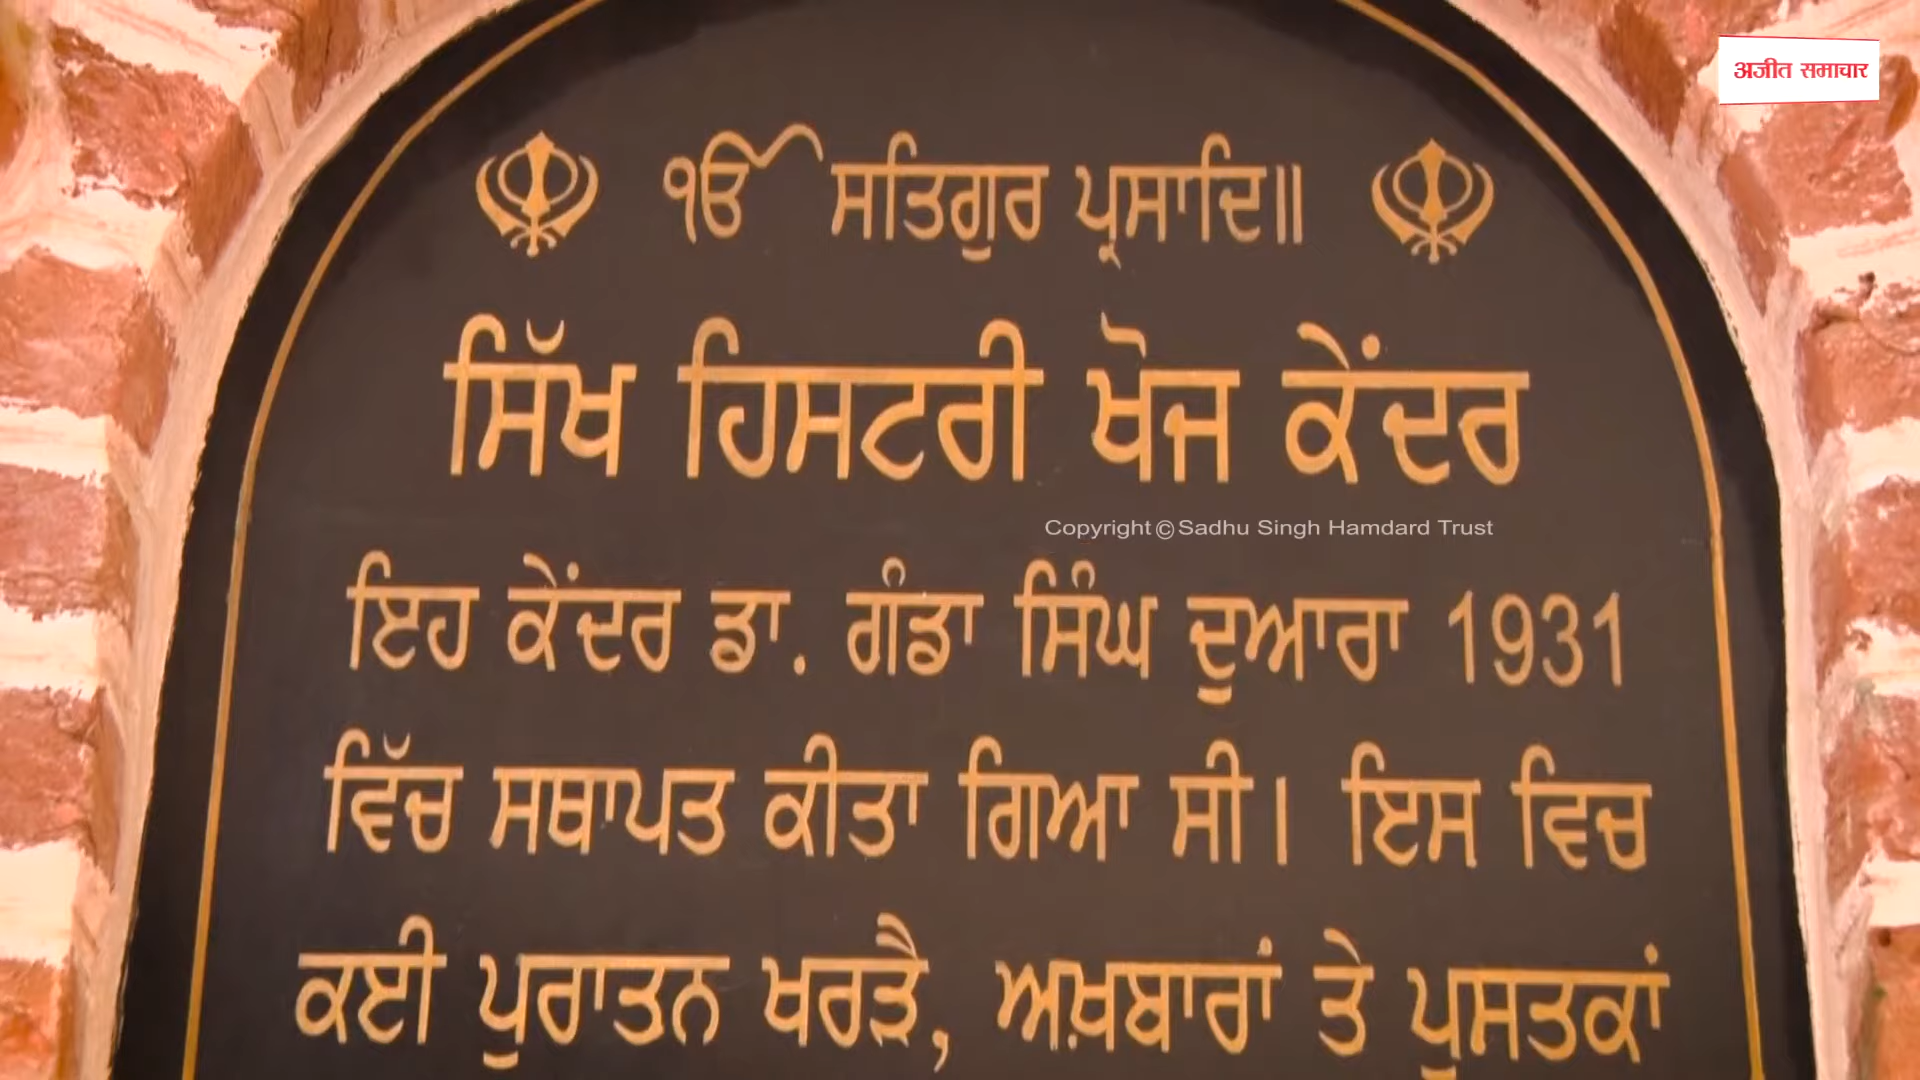 अजीत समाचार
ੴ ਸਤਿਗੁਰ ਪ੍ਰਸਾਦਿ॥
ਸਿੱਖ ਹਿਸਟਰੀ ਖੋਜ ਕੇਂਦਰ
Copyright © Sadhu Singh Hamdard Trust
ਇਹ ਕੇਂਦਰ ਡਾ. ਗੰਡਾ ਸਿੰਘ ਦੁਆਰਾ 1931
ਵਿੱਚ ਸਥਾਪਤ ਕੀਤਾ ਗਿਆ ਸੀ। ਇਸ ਵਿਚ
ਕਈ ਪੁਰਾਤਨ ਖਰੜੈ, ਅਖ਼ਬਾਰਾਂ ਤੇ ਪੁਸਤਕਾਂ